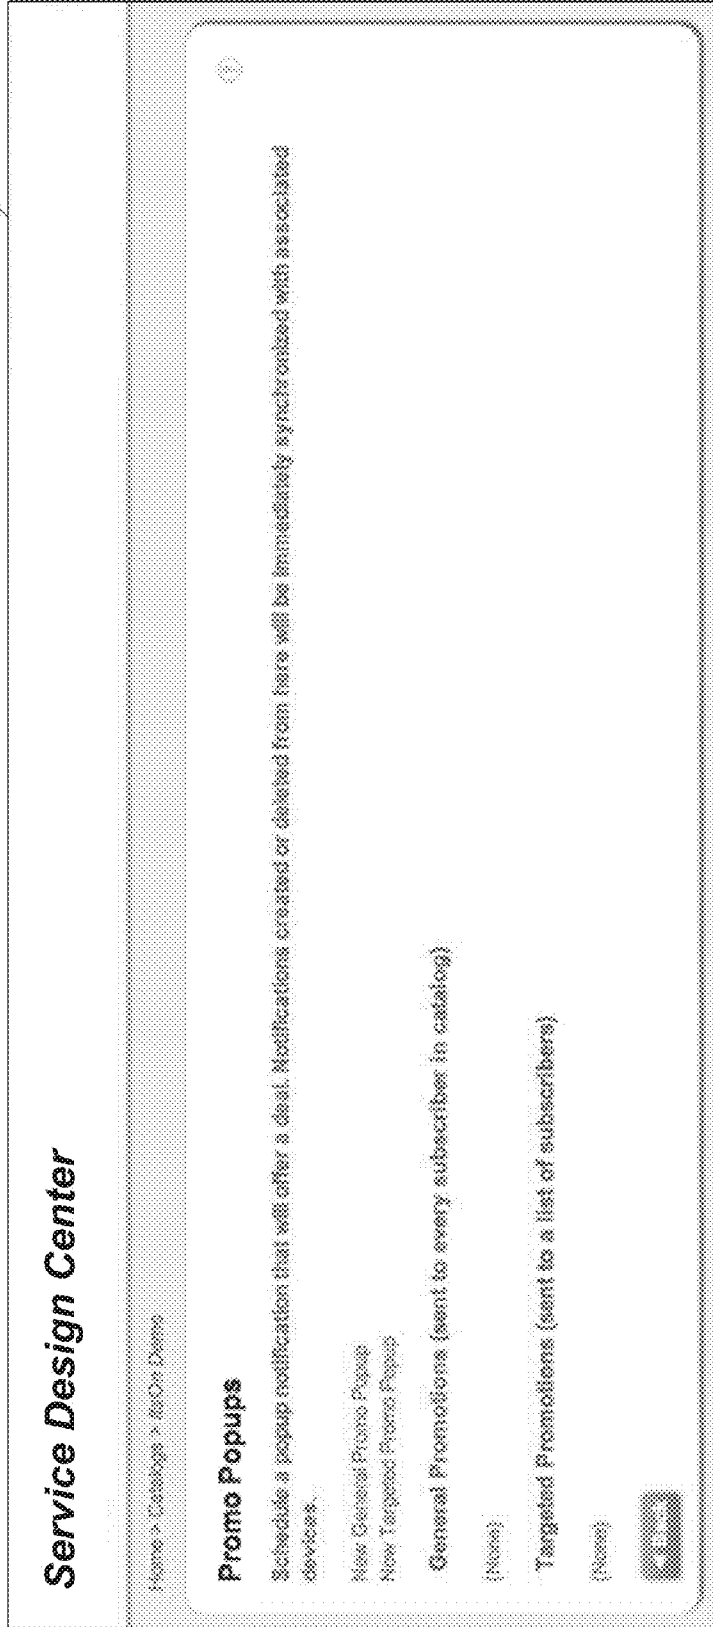 Service Design Center
Home > Catalogs > ItsOn Demo
Promo Popups
Schedule a popup notification that will offer a deal. Notifications created or deleted from here will be immediately synchronized with associated
devices.
New General Promo Popup
New Targeted Promo Popup
General Promotions (sent to every subscriber in catalog)
(None)
Targeted Promotions (sent to a list of subscribers)
(None)